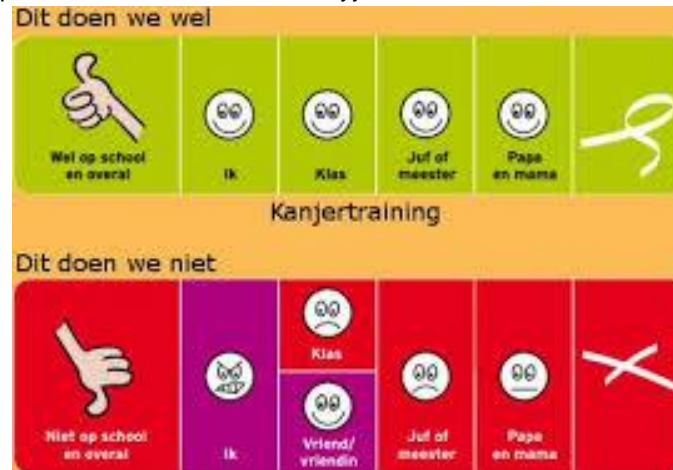 Dit doen we wel
Wel op school
en overal
Ik
Klas
Juf of
meester
Papa
en mama
Kanjertraining
Dit doen we niet
Niet op school
en overal
Ik
Klas
Vriend/
vriendin
Juf of
meester
Papa
en mama